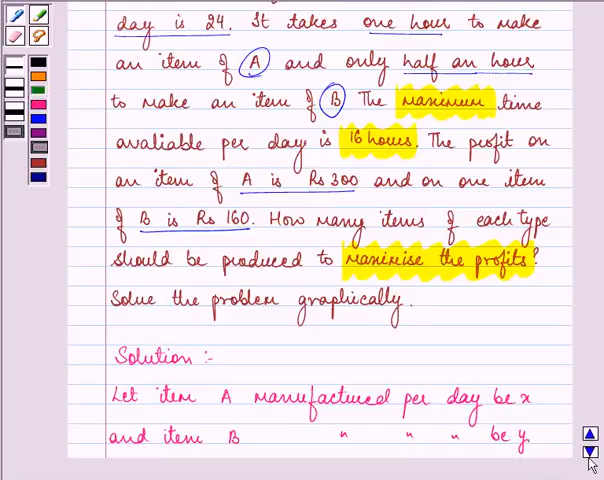 day is 24. It takes one hour to make
an item of A and only half an hour
to make an item of B The maximum time
avaliable per day is 16 hours. The profit on
an item of A is Rs 300 and on one item
of B is Rs 160. How many items of each type
should be produced to maximise the profits?
Solve the problem graphically.
Solution :-
Let item A manufactured per day be x
and item B " " " be y